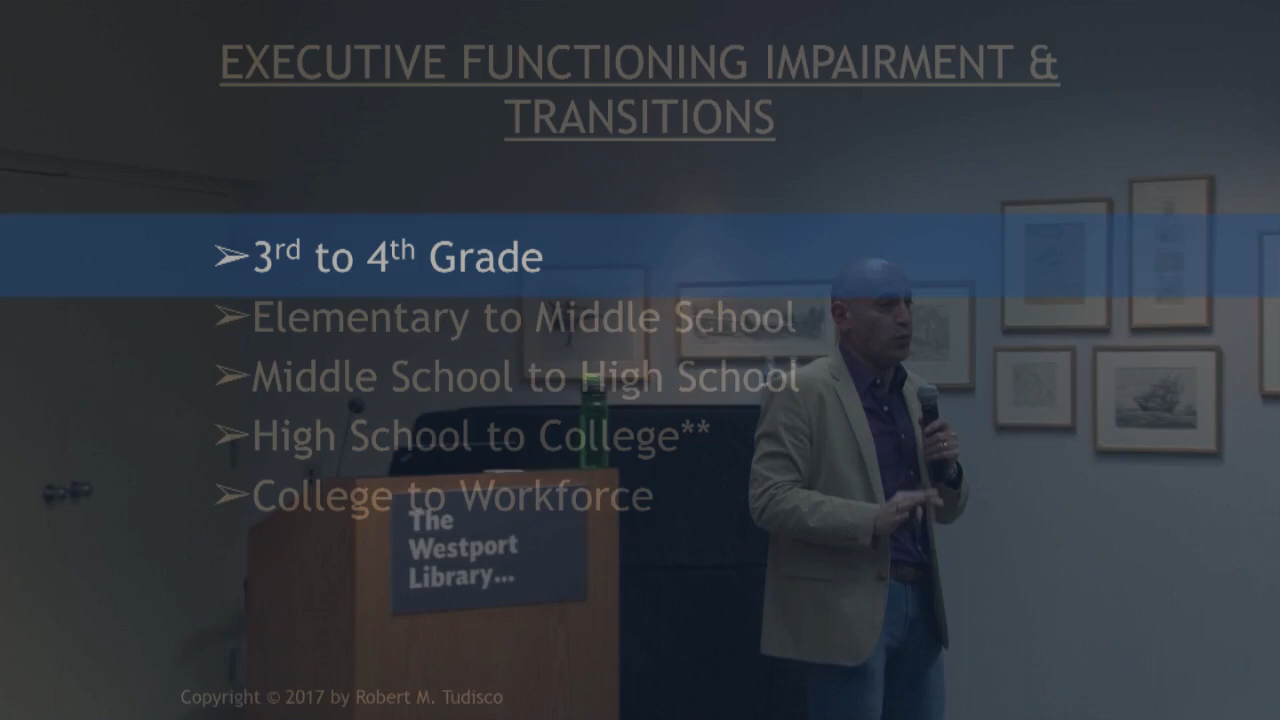 EXECUTIVE FUNCTIONING IMPAIRMENT &
TRANSITIONS
➢3rd to 4th Grade
➢Elementary to Middle School
➢Middle School to High School
➢High School to College**
➢College to Workforce
The
Westport
Library...
Copyright © 2017 by Robert M. Tudisco